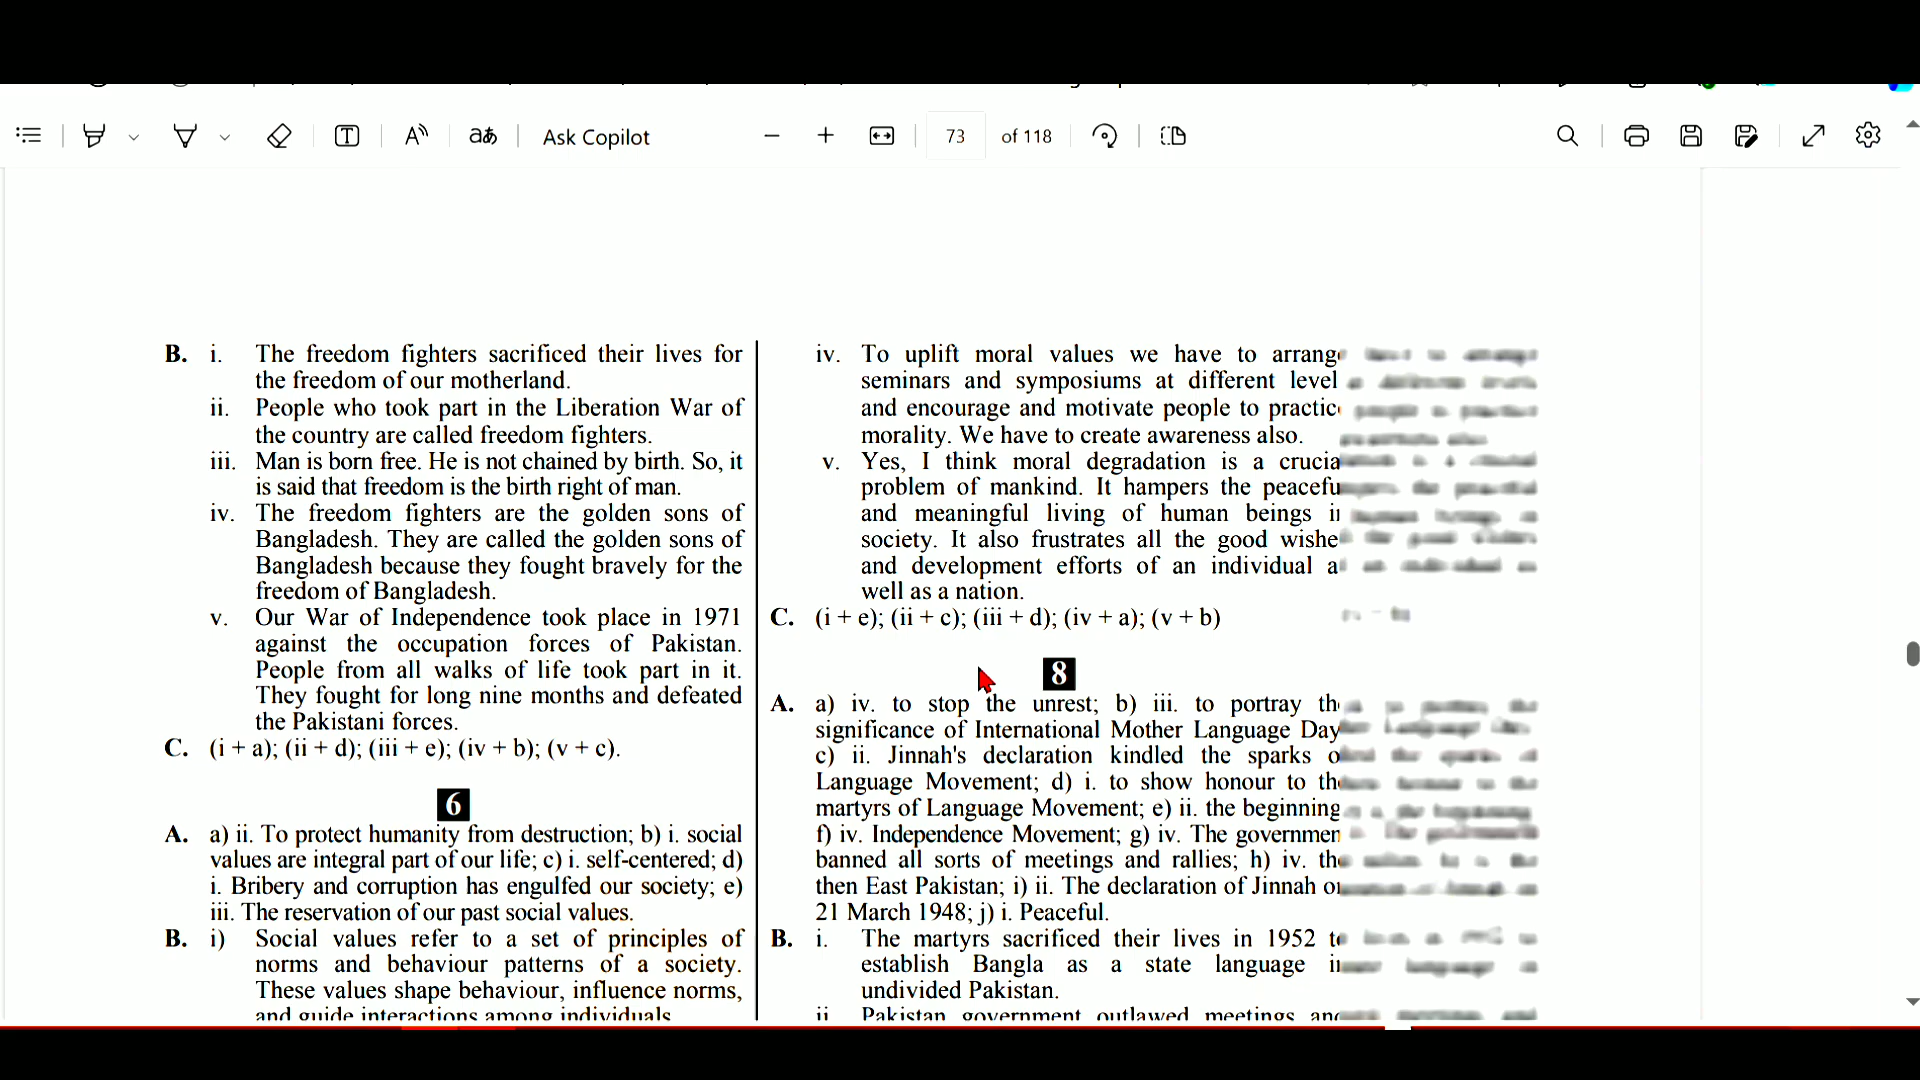 Ask Copilot
73 of 118
B. i. The freedom fighters sacrificed their lives for
the freedom of our motherland.
ii. People who took part in the Liberation War of
the country are called freedom fighters.
iii. Man is born free. He is not chained by birth. So, it
is said that freedom is the birth right of man.
iv. The freedom fighters are the golden sons of
Bangladesh. They are called the golden sons of
Bangladesh because they fought bravely for the
freedom of Bangladesh.
v. Our War of Independence took place in 1971
against the occupation forces of Pakistan.
People from all walks of life took part in it.
They fought for long nine months and defeated
the Pakistani forces.
C. (i + a); (ii + d); (iii + e); (iv + b); (v + c).
6
A. a) ii. To protect humanity from destruction; b) i. social
values are integral part of our life; c) i. self-centered; d)
i. Bribery and corruption has engulfed our society; e)
iii. The reservation of our past social values.
B. i) Social values refer to a set of principles of
norms and behaviour patterns of a society.
These values shape behaviour, influence norms,
and guide interactions among individuals
iv. To uplift moral values we have to
seminars and symposiums at different
and encourage and motivate people to
morality. We have to create awareness also.
v. Yes, I think moral degradation is a
problem of mankind. It hampers the
and meaningful living of human beings
society. It also frustrates all the good
and development efforts of an individual
well as a nation.
C. (i + e); (ii + c); (iii + d); (iv + a); (v + b)
8
A. a) iv. to stop the unrest; b) iii. to portray
significance of International Mother Language Day
c) ii. Jinnah's declaration kindled the sparks
Language Movement; d) i. to show honour to
martyrs of Language Movement; e) ii. the beginning
f) iv. Independence Movement; g) iv. The
banned all sorts of meetings and rallies; h) iv.
then East Pakistan; i) ii. The declaration of Jinnah
21 March 1948; j) i. Peaceful.
B. i. The martyrs sacrificed their lives in 1952
establish Bangla as a state language
undivided Pakistan.
ii Pakistan government outlawed meetings